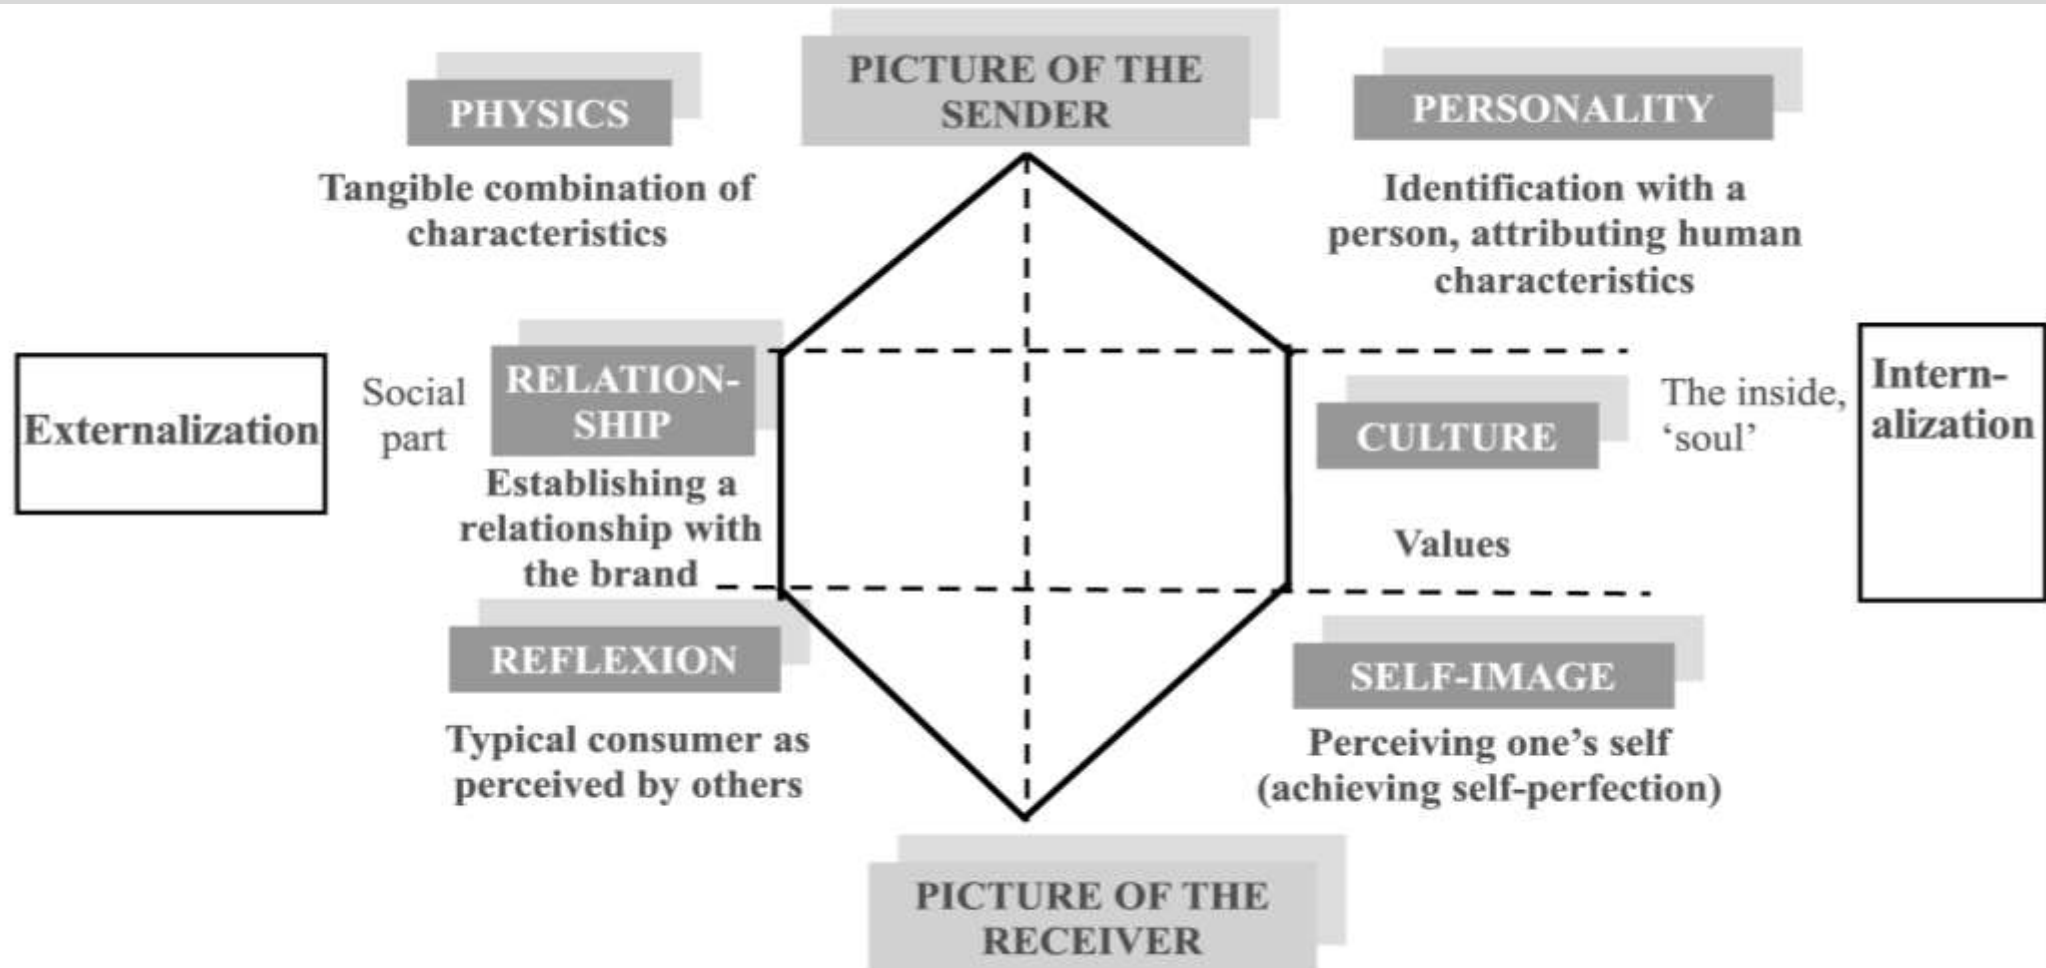 PICTURE OF THE
SENDER
PHYSICS
Tangible combination of
characteristics
PERSONALITY
Identification with a
person, attributing human
characteristics
Externalization
Social
part
RELATION-
SHIP
Establishing a
relationship with
the brand
CULTURE
Values
The inside,
‘soul’
Intern-
alization
REFLEXION
Typical consumer as
perceived by others
SELF-IMAGE
Perceiving one’s self
(achieving self-perfection)
PICTURE OF THE
RECEIVER